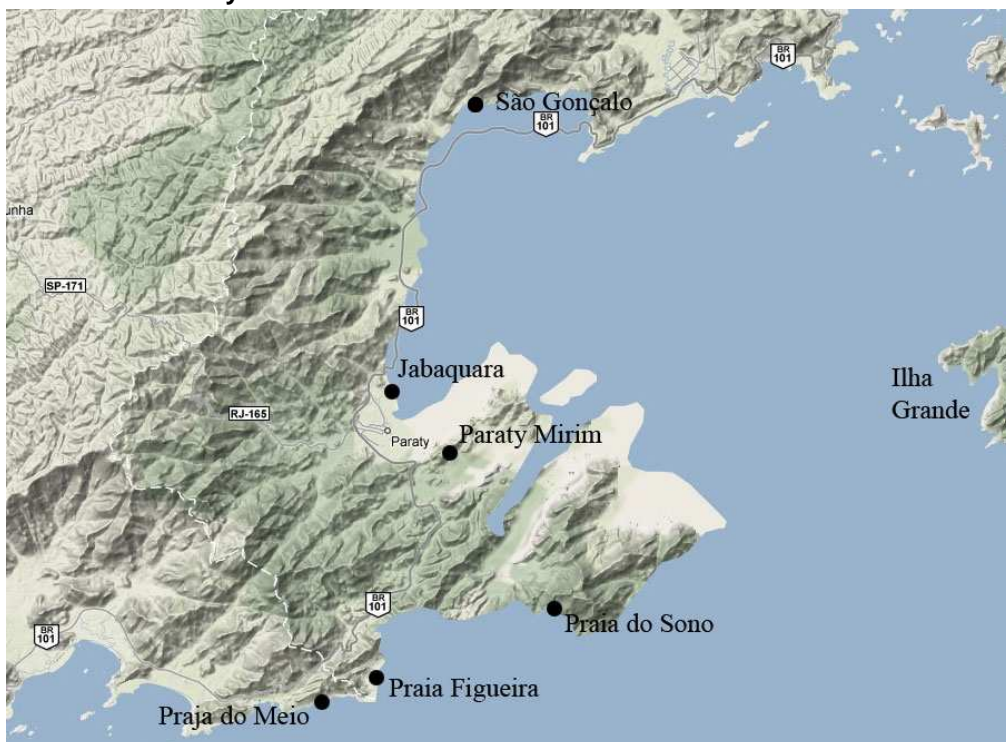 BR
101
São Gonçalo
BR
101
unha
SP-171
BR
101
Jabaquara
Ilha
Grande
RJ-165
Paraty
Paraty Mirim
BR
101
Praia do Sono
BR
101
Praia Figueira
Praja do Meio